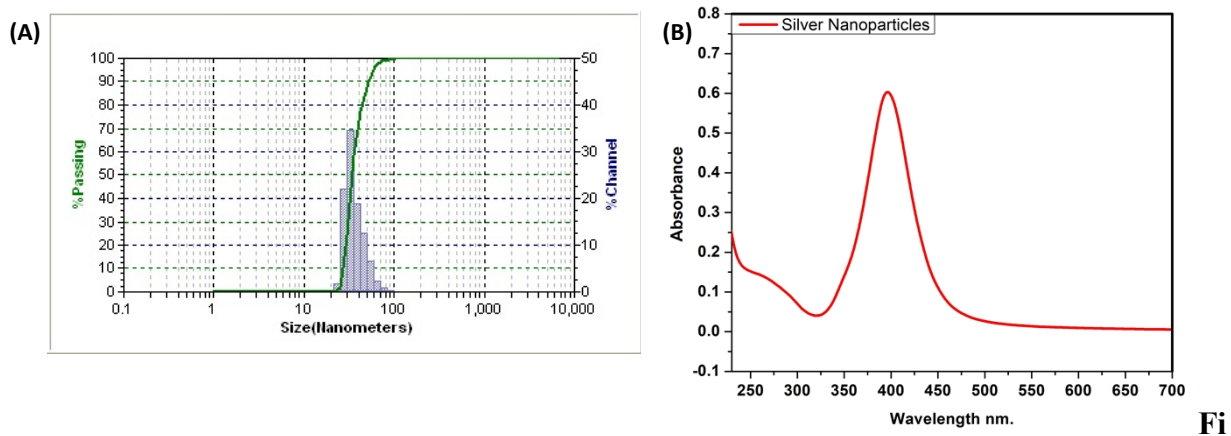 (A)
100
90
80
70
60
50
40
30
20
10
0
%Passing
50
40
30
20
10
0
%Channel
0.1 1 10 100 1,000 10,000
Size(Nanometers)
(B)
Silver Nanoparticles
0.8
0.7
0.6
0.5
0.4
0.3
0.2
0.1
0.0
-0.1
Absorbance
250 300 350 400 450 500 550 600 650 700
Wavelength nm.
Fi